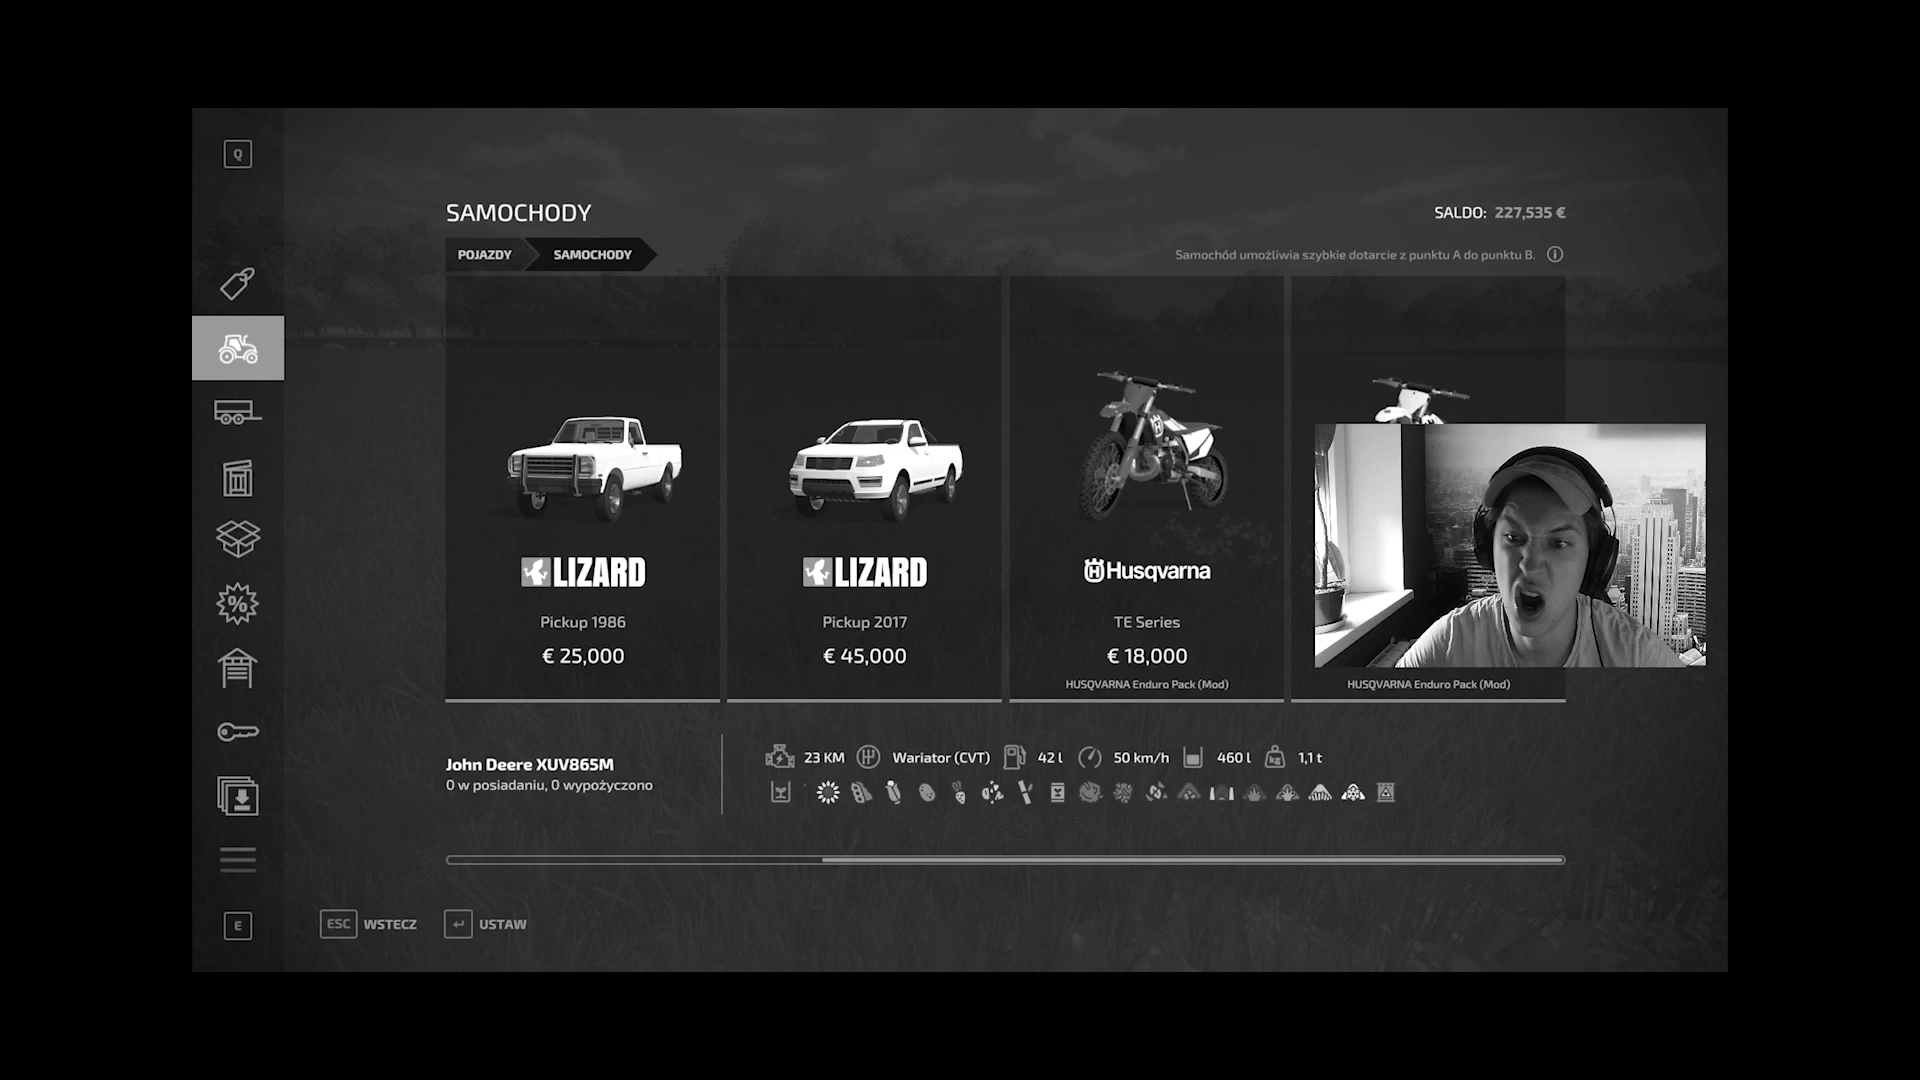 Q
SAMOCHODY
SALDO: 227,535 €
POJAZDY
SAMOCHODY
Samochód umożliwia szybkie dotarcie z punktu A do punktu B.
LIZARD
Pickup 1986
€ 25,000
LIZARD
Pickup 2017
€ 45,000
Husqvarna
TE Series
€ 18,000
HUSQVARNA Enduro Pack (Mod)
HUSQVARNA Enduro Pack (Mod)
John Deere XUV865M
0 w posiadaniu, 0 wypożyczono
23 KM Wariator (CVT) 42 l 50 km/h 460 l kg 1,1 t
E
ESC WSTECZ
USTAW